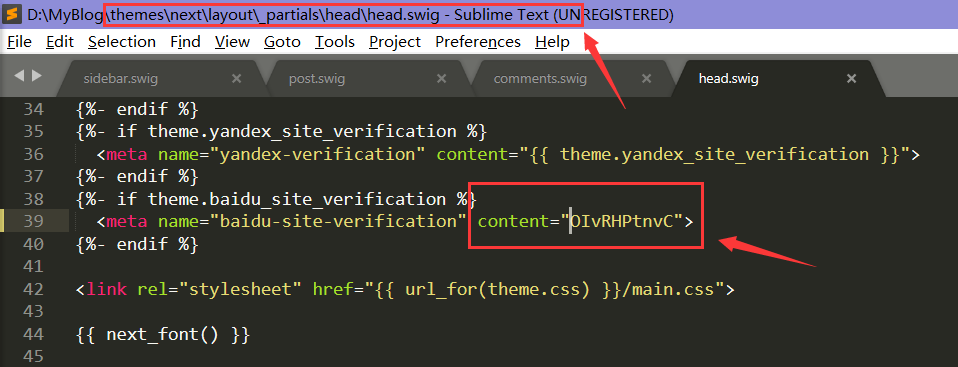 D:\MyBlog\themes\next\layout\_partials\head\head.swig - Sublime Text (UNREGISTERED)
File Edit Selection Find View Goto Tools Project Preferences Help
sidebar.swig × post.swig × comments.swig × head.swig ×
34 {%- endif %}
35 {%- if theme.yandex_site_verification %}
36 <meta name="yandex-verification" content="{{ theme.yandex_site_verification }}">
37 {%- endif %}
38 {%- if theme.baidu_site_verification %}
39 <meta name="baidu-site-verification" content="OIvRHPtnvC">
40 {%- endif %}
41
42 <link rel="stylesheet" href="{{ url_for(theme.css) }}/main.css">
43
44 {{ next_font() }}
45